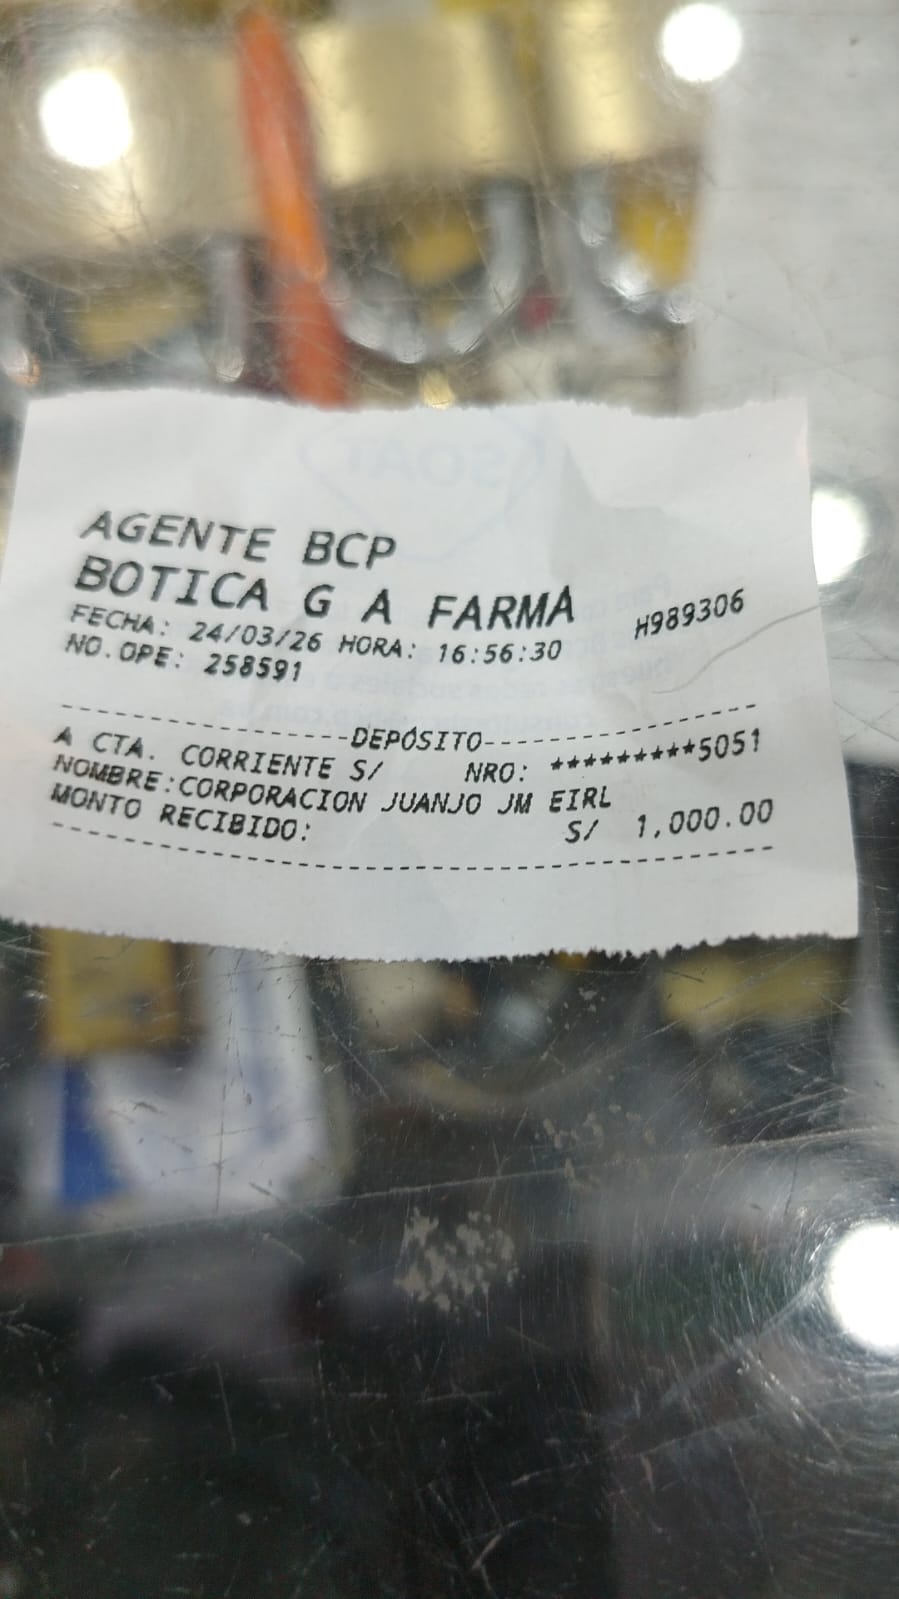 AGENTE BCP
BOTICA G A FARMA
FECHA: 24/03/26 HORA: 16:56:30 H989306
NO.OPE: 258591
------------------DEPÓSITO------------------
A CTA. CORRIENTE S/ NRO: *********5051
NOMBRE:CORPORACION JUANJO JM EIRL
MONTO RECIBIDO: S/ 1,000.00
SOAT